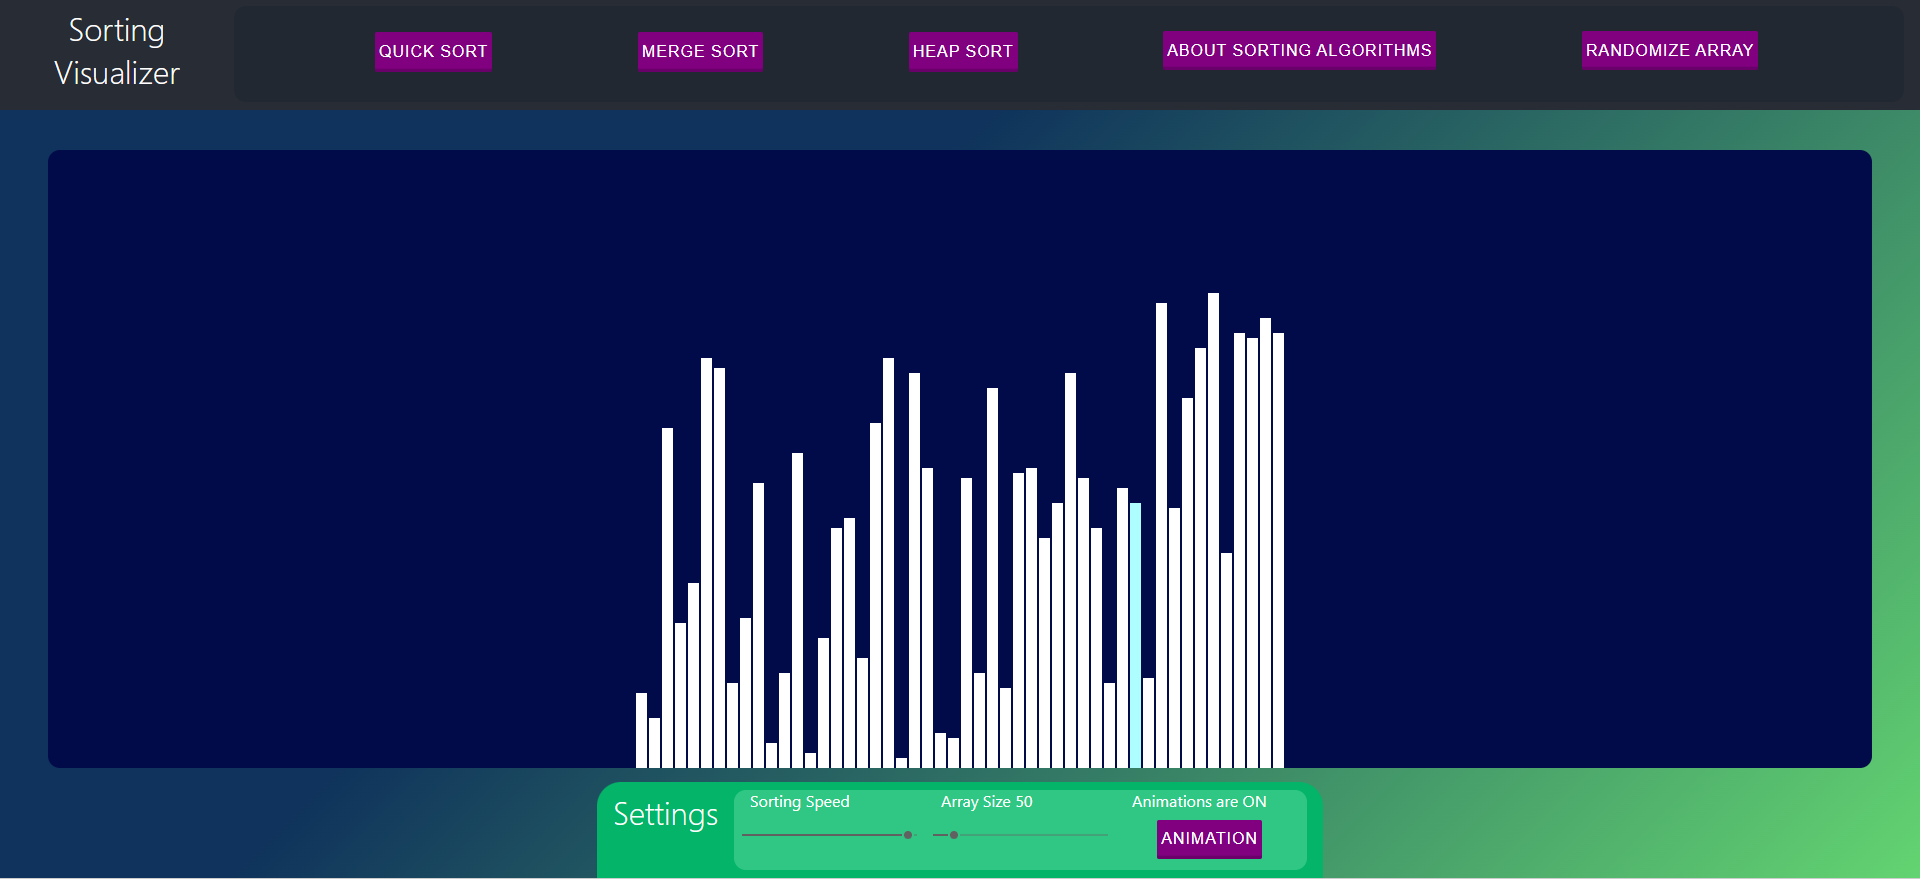 Sorting
Visualizer
QUICK SORT
MERGE SORT
HEAP SORT
ABOUT SORTING ALGORITHMS
RANDOMIZE ARRAY
Settings
Sorting Speed
Array Size 50
Animations are ON
ANIMATION